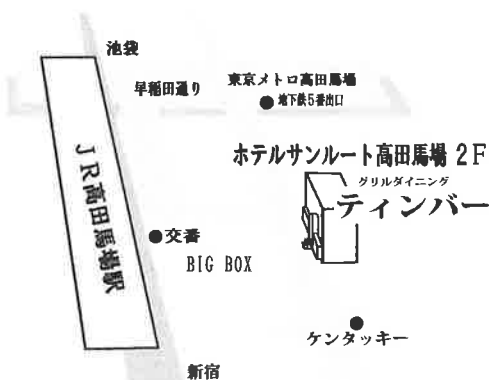 池袋
早稲田通り
東京メトロ高田馬場
地下鉄5番出口
ホテルサンルート高田馬場 2F
グリルダイニング
ティンバー
JR高田馬場駅
交番
BIG BOX
ケンタッキー
新宿